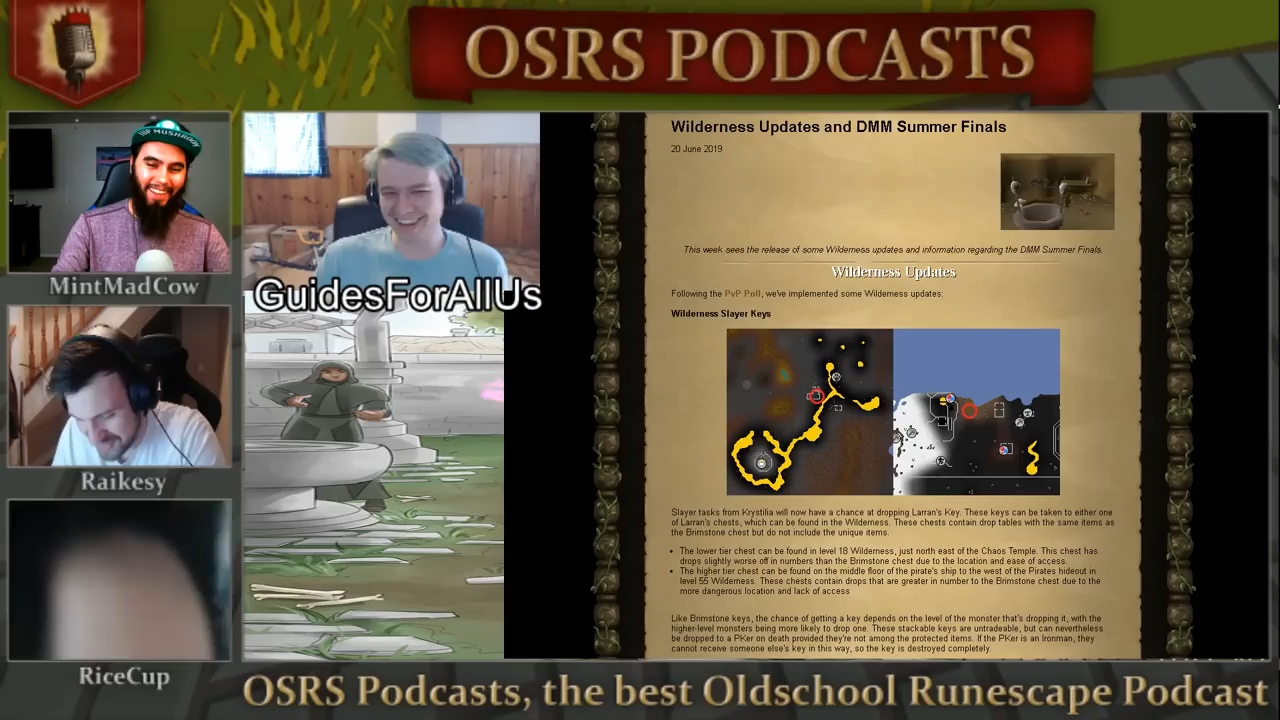 OSRS PODCASTS
MintMadCow
Raikesy
RiceCup
GuidesForAllUs
Wilderness Updates and DMM Summer Finals
20 June 2019
This week sees the release of some Wilderness updates and information regarding the DMM Summer Finals.
Wilderness Updates
Following the PvP Poll, we've implemented some Wilderness updates:
Wilderness Slayer Keys
Slayer tasks from Krystilia will now have a chance at dropping Larran's Key. These keys can be taken to either one
of Larran's chests, which can be found in the Wilderness. These chests contain drop tables with the same items as
the Brimstone chest but do not include the unique items.
• The lower tier chest can be found in level 18 Wilderness, just north east of the Chaos Temple. This chest has
drops slightly worse off in numbers than the Brimstone chest due to the location and ease of access.
• The higher tier chest can be found on the middle floor of the pirate's ship to the west of the Pirates hideout in
level 55 Wilderness. These chests contain drops that are greater in number to the Brimstone chest due to the
more dangerous location and lack of access
Like Brimstone keys, the chance of getting a key depends on the level of the monster that's dropping it, with the
higher-level monsters being more likely to drop one. These stackable keys are untradeable, but can nevertheless
be dropped to a PKer on death provided they're not among the protected items. If the PKer is an Ironman, they
cannot receive someone else's key in this way, so the key is destroyed completely.
OSRS Podcasts, the best Oldschool Runescape Podcast